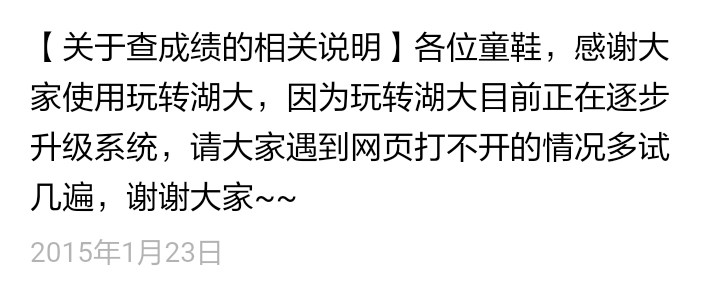 【关于查成绩的相关说明】各位童鞋，感谢大
家使用玩转湖大，因为玩转湖大目前正在逐步
升级系统，请大家遇到网页打不开的情况多试
几遍，谢谢大家~~
2015年1月23日